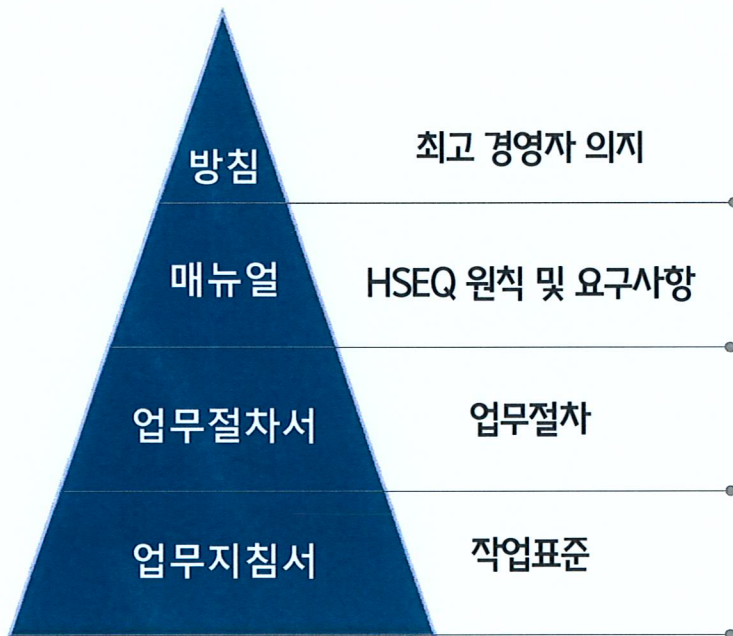 방침
최고 경영자 의지
매뉴얼
HSEQ 원칙 및 요구사항
업무절차서
업무절차
업무지침서
작업표준